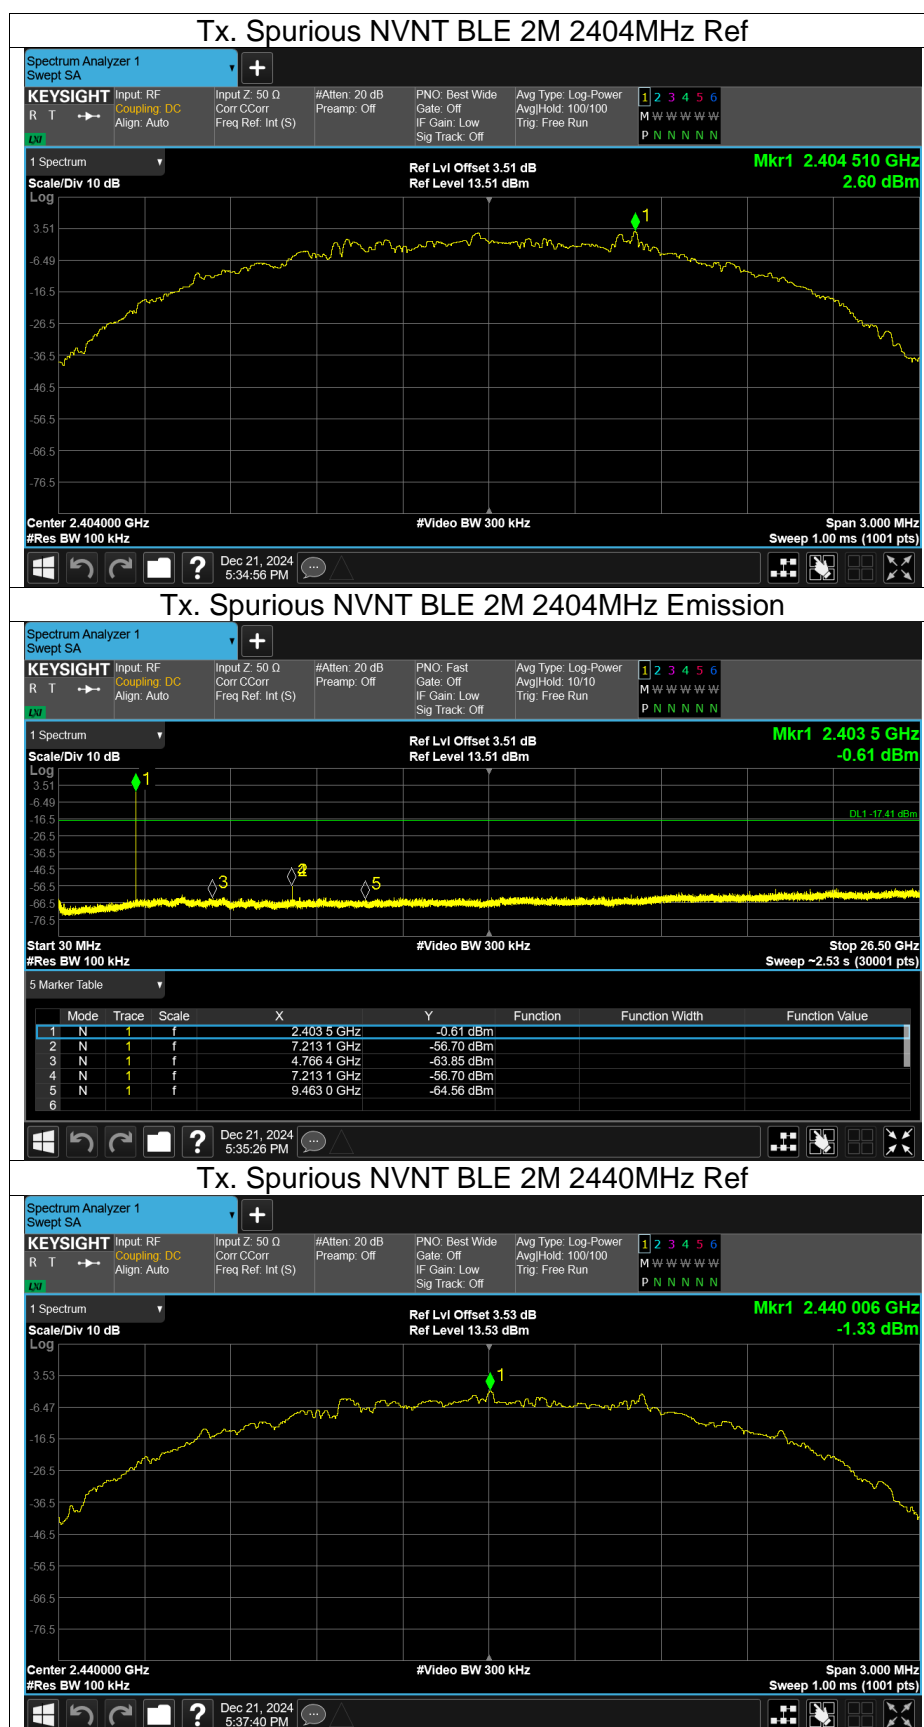 Tx. Spurious NVNT BLE 2M 2404MHz Ref
Spectrum Analyzer 1
Swept SA
KEYSIGHT
R T
LXI
Input: RF
Coupling: DC
Align: Auto
Input Z: 50 Ω
Corr CCorr
Freq Ref: Int (S)
#Atten: 20 dB
Preamp: Off
PNO: Best Wide
Gate: Off
IF Gain: Low
Sig Track: Off
Avg Type: Log-Power
Avg|Hold: 100/100
Trig: Free Run
1 2 3 4 5 6
M W W W W W
P N N N N N
1 Spectrum
Scale/Div 10 dB
Ref Lvl Offset 3.51 dB
Ref Level 13.51 dBm
Mkr1 2.404 510 GHz
2.60 dBm
Log
1
3.51
-6.49
-16.5
-26.5
-36.5
-46.5
-56.5
-66.5
-76.5
Center 2.404000 GHz
#Res BW 100 kHz
#Video BW 300 kHz
Span 3.000 MHz
Sweep 1.00 ms (1001 pts)
?
Dec 21, 2024
5:34:56 PM
Tx. Spurious NVNT BLE 2M 2404MHz Emission
Spectrum Analyzer 1
Swept SA
KEYSIGHT
R T
LXI
Input: RF
Coupling: DC
Align: Auto
Input Z: 50 Ω
Corr CCorr
Freq Ref: Int (S)
#Atten: 20 dB
Preamp: Off
PNO: Fast
Gate: Off
IF Gain: Low
Sig Track: Off
Avg Type: Log-Power
Avg|Hold: 10/10
Trig: Free Run
1 2 3 4 5 6
M W W W W W
P N N N N N
1 Spectrum
Scale/Div 10 dB
Ref Lvl Offset 3.51 dB
Ref Level 13.51 dBm
Mkr1 2.403 5 GHz
-0.61 dBm
Log
1
3.51
-6.49
-16.5
DL1 -17.41 dBm
-26.5
-36.5
-46.5
-56.5
3
5
-66.5
-76.5
Start 30 MHz
#Res BW 100 kHz
#Video BW 300 kHz
Stop 26.50 GHz
Sweep ~2.53 s (30001 pts)
5 Marker Table
Mode Trace Scale X Y Function Function Width Function Value
1 N 1 f 2.403 5 GHz -0.61 dBm
2 N 1 f 7.213 1 GHz -56.70 dBm
3 N 1 f 4.766 4 GHz -63.85 dBm
4 N 1 f 7.213 1 GHz -56.70 dBm
5 N 1 f 9.463 0 GHz -64.56 dBm
6
?
Dec 21, 2024
5:35:26 PM
Tx. Spurious NVNT BLE 2M 2440MHz Ref
Spectrum Analyzer 1
Swept SA
KEYSIGHT
R T
LXI
Input: RF
Coupling: DC
Align: Auto
Input Z: 50 Ω
Corr CCorr
Freq Ref: Int (S)
#Atten: 20 dB
Preamp: Off
PNO: Best Wide
Gate: Off
IF Gain: Low
Sig Track: Off
Avg Type: Log-Power
Avg|Hold: 100/100
Trig: Free Run
1 2 3 4 5 6
M W W W W W
P N N N N N
1 Spectrum
Scale/Div 10 dB
Ref Lvl Offset 3.53 dB
Ref Level 13.53 dBm
Mkr1 2.440 006 GHz
-1.33 dBm
Log
3.53
1
-6.47
-16.5
-26.5
-36.5
-46.5
-56.5
-66.5
-76.5
Center 2.440000 GHz
#Res BW 100 kHz
#Video BW 300 kHz
Span 3.000 MHz
Sweep 1.00 ms (1001 pts)
?
Dec 21, 2024
5:37:40 PM